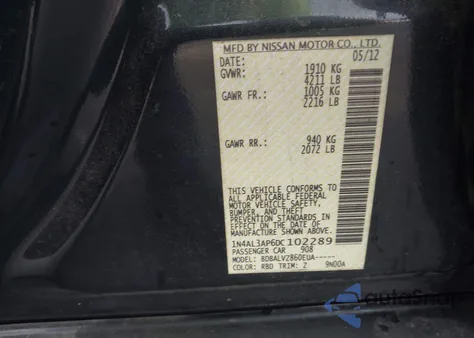 MFD BY NISSAN MOTOR CO., LTD.
DATE: 05/12
GVWR: 1910 KG
4211 LB
GAWR FR.: 1005 KG
2216 LB
GAWR RR.: 940 KG
2072 LB
THIS VEHICLE CONFORMS TO
ALL APPLICABLE FEDERAL
MOTOR VEHICLE SAFETY,
BUMPER, AND THEFT
PREVENTION STANDARDS IN
EFFECT ON THE DATE OF
MANUFACTURE SHOWN ABOVE.
1N4AL3AP6DC102289
PASSENGER CAR 908
MODEL: BDBALVZ860EUA-----
COLOR: RBD TRIM: Z 9N00A
autoSnap